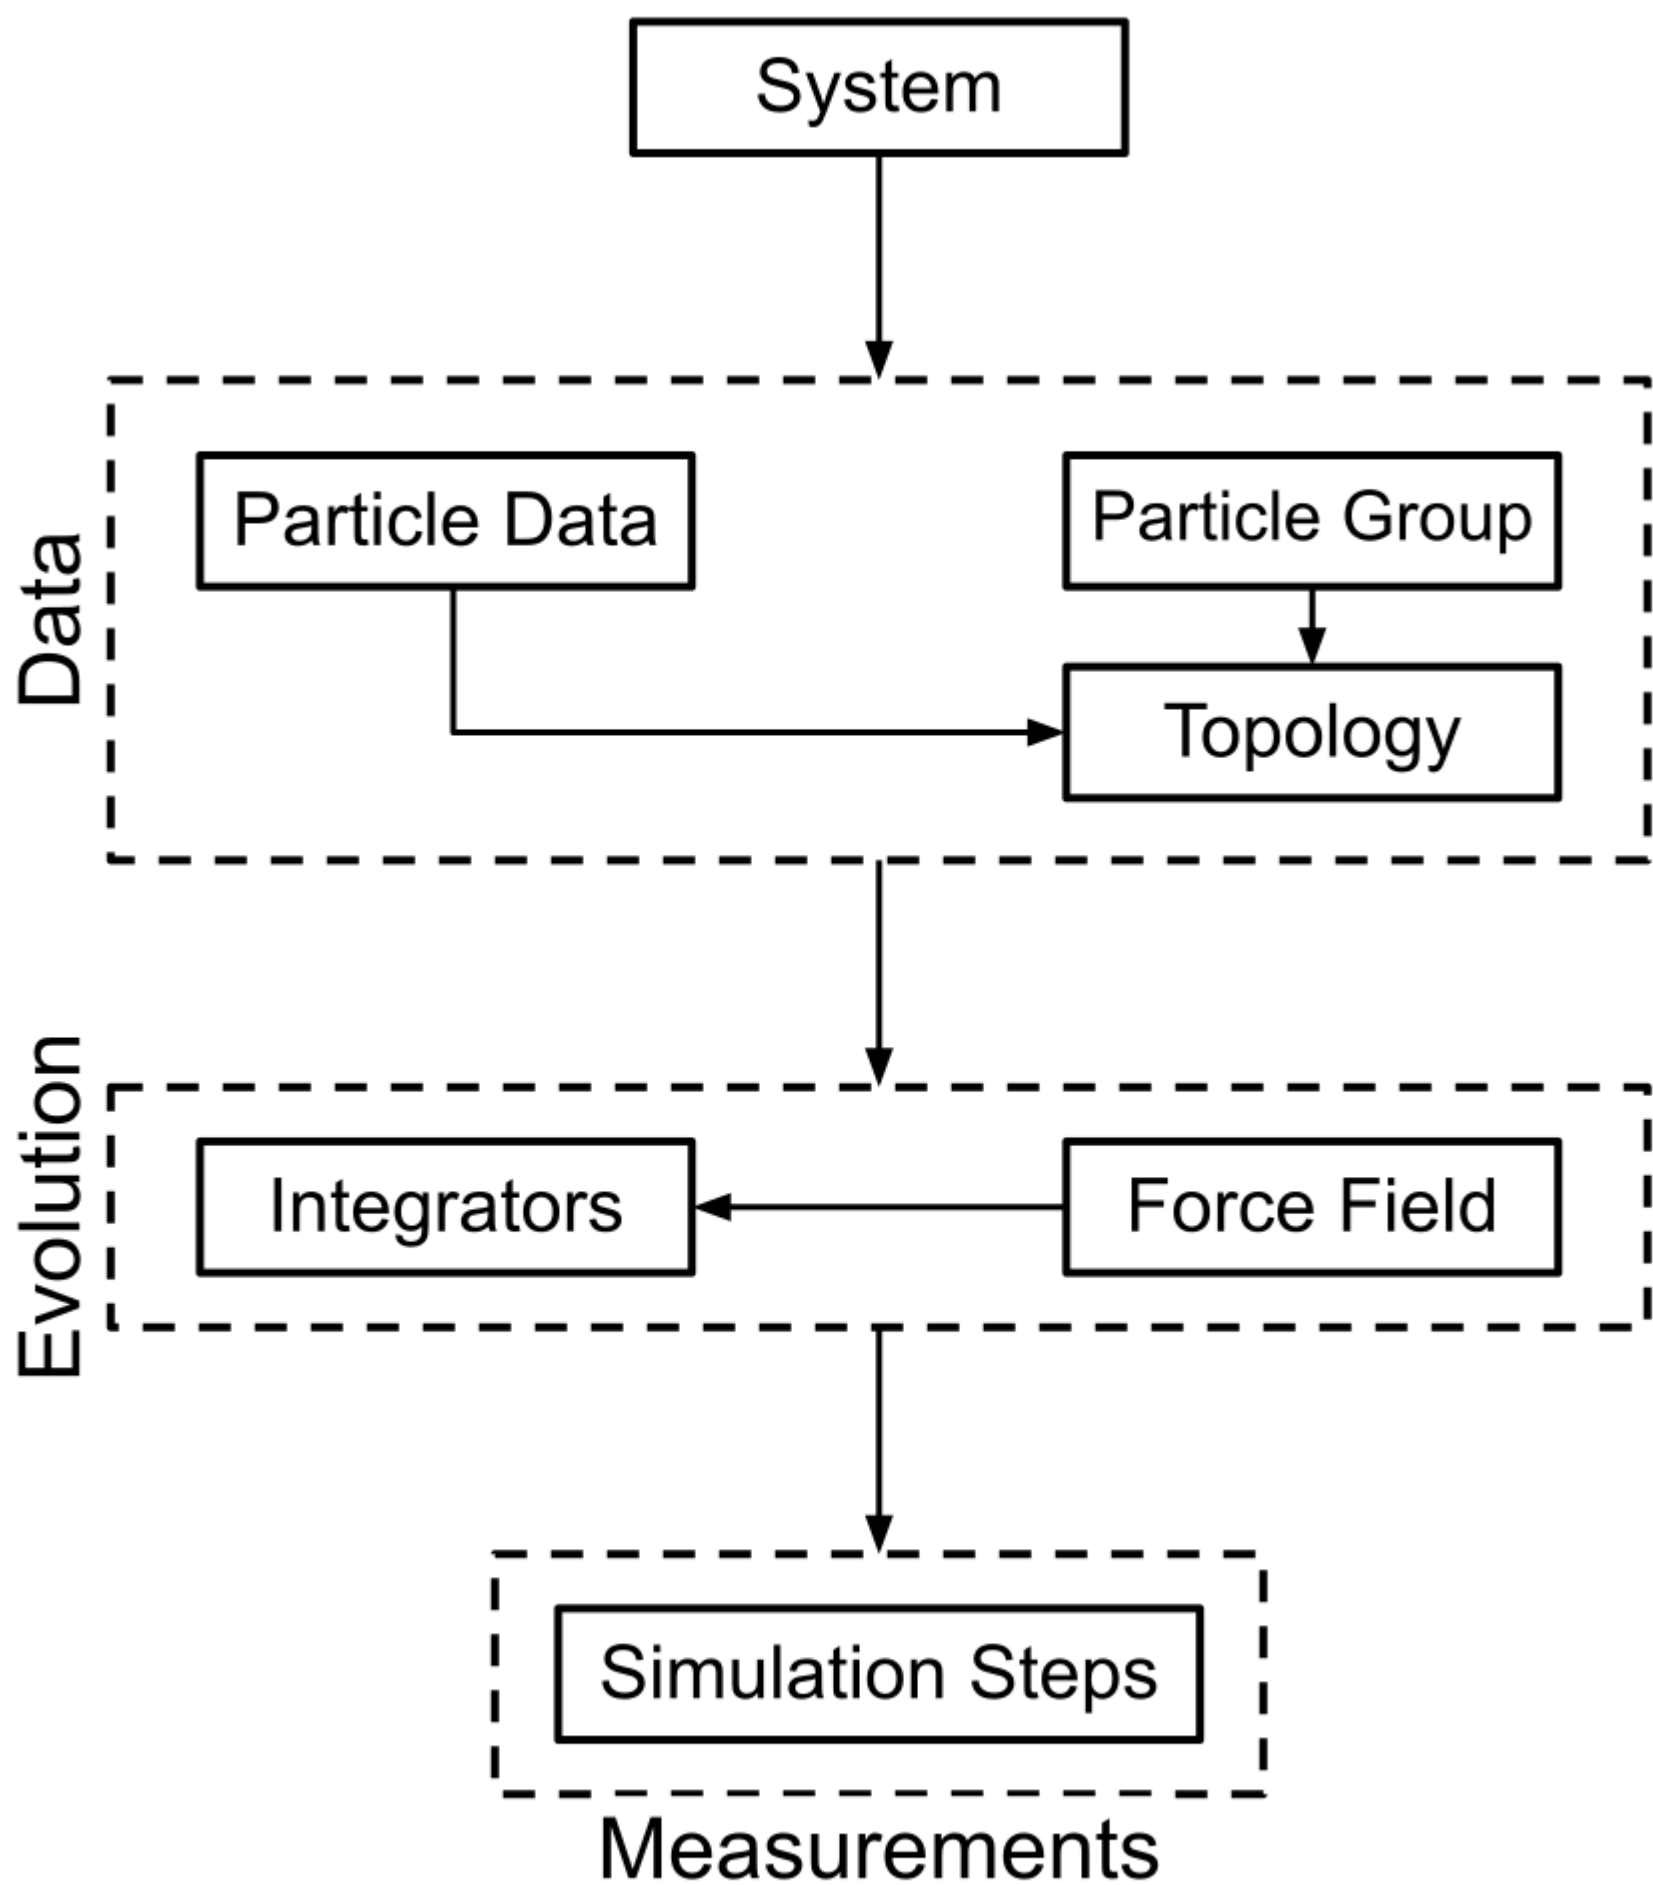 System
Data
Particle Data
Particle Group
Topology
Evolution
Integrators
Force Field
Simulation Steps
Measurements